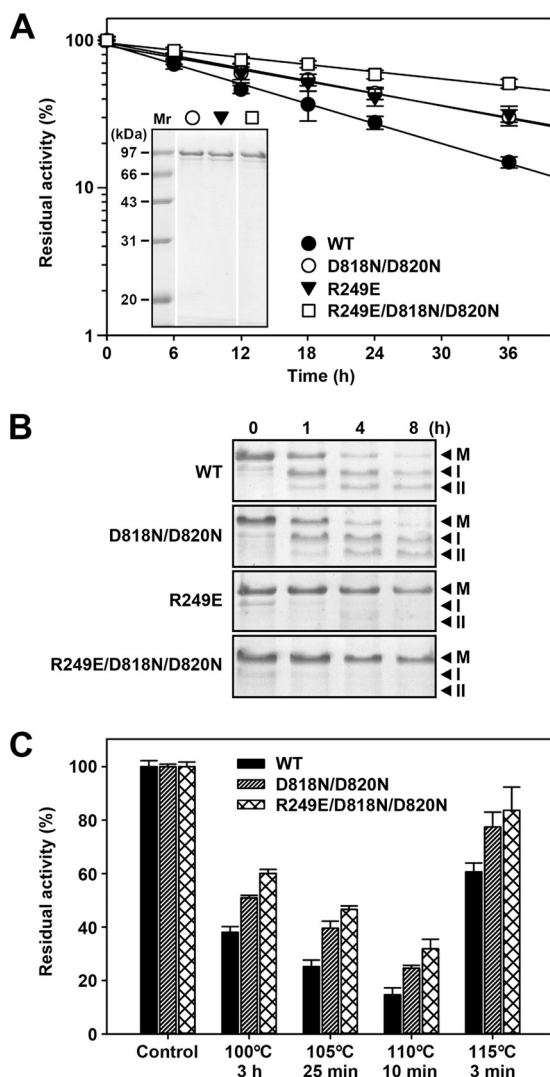 A
Residual activity (%)
100
10
1
Mr
(kDa)
97
66
43
31
20
WT
D818N/D820N
R249E
R249E/D818N/D820N
0 6 12 18 24 36
Time (h)
B
0 1 4 8 (h)
WT
M
I
II
D818N/D820N
M
I
II
R249E
M
I
II
R249E/D818N/D820N
M
I
II
C
Residual activity (%)
100
80
60
40
20
0
WT
D818N/D820N
R249E/D818N/D820N
Control 100ºC 105ºC 110ºC 115ºC
3 h 25 min 10 min 3 min